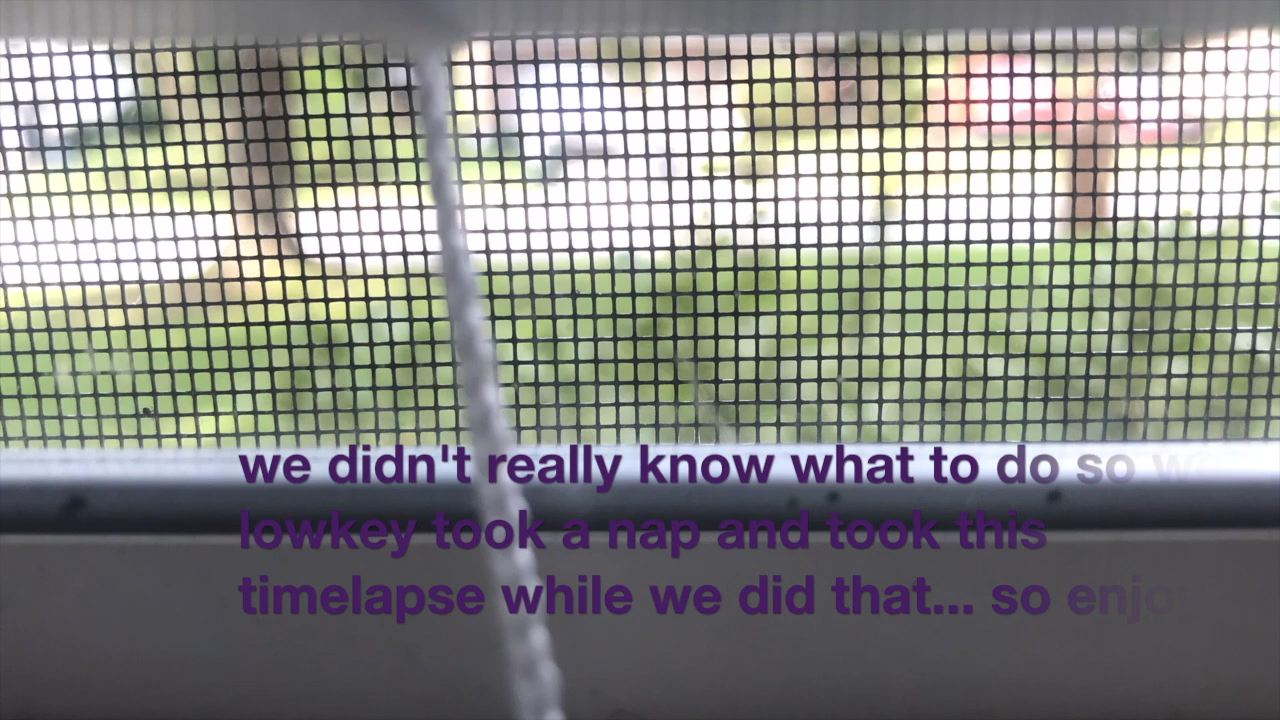 we didn't really know what to do so w
lowkey took a nap and took this
timelapse while we did that... so enjo